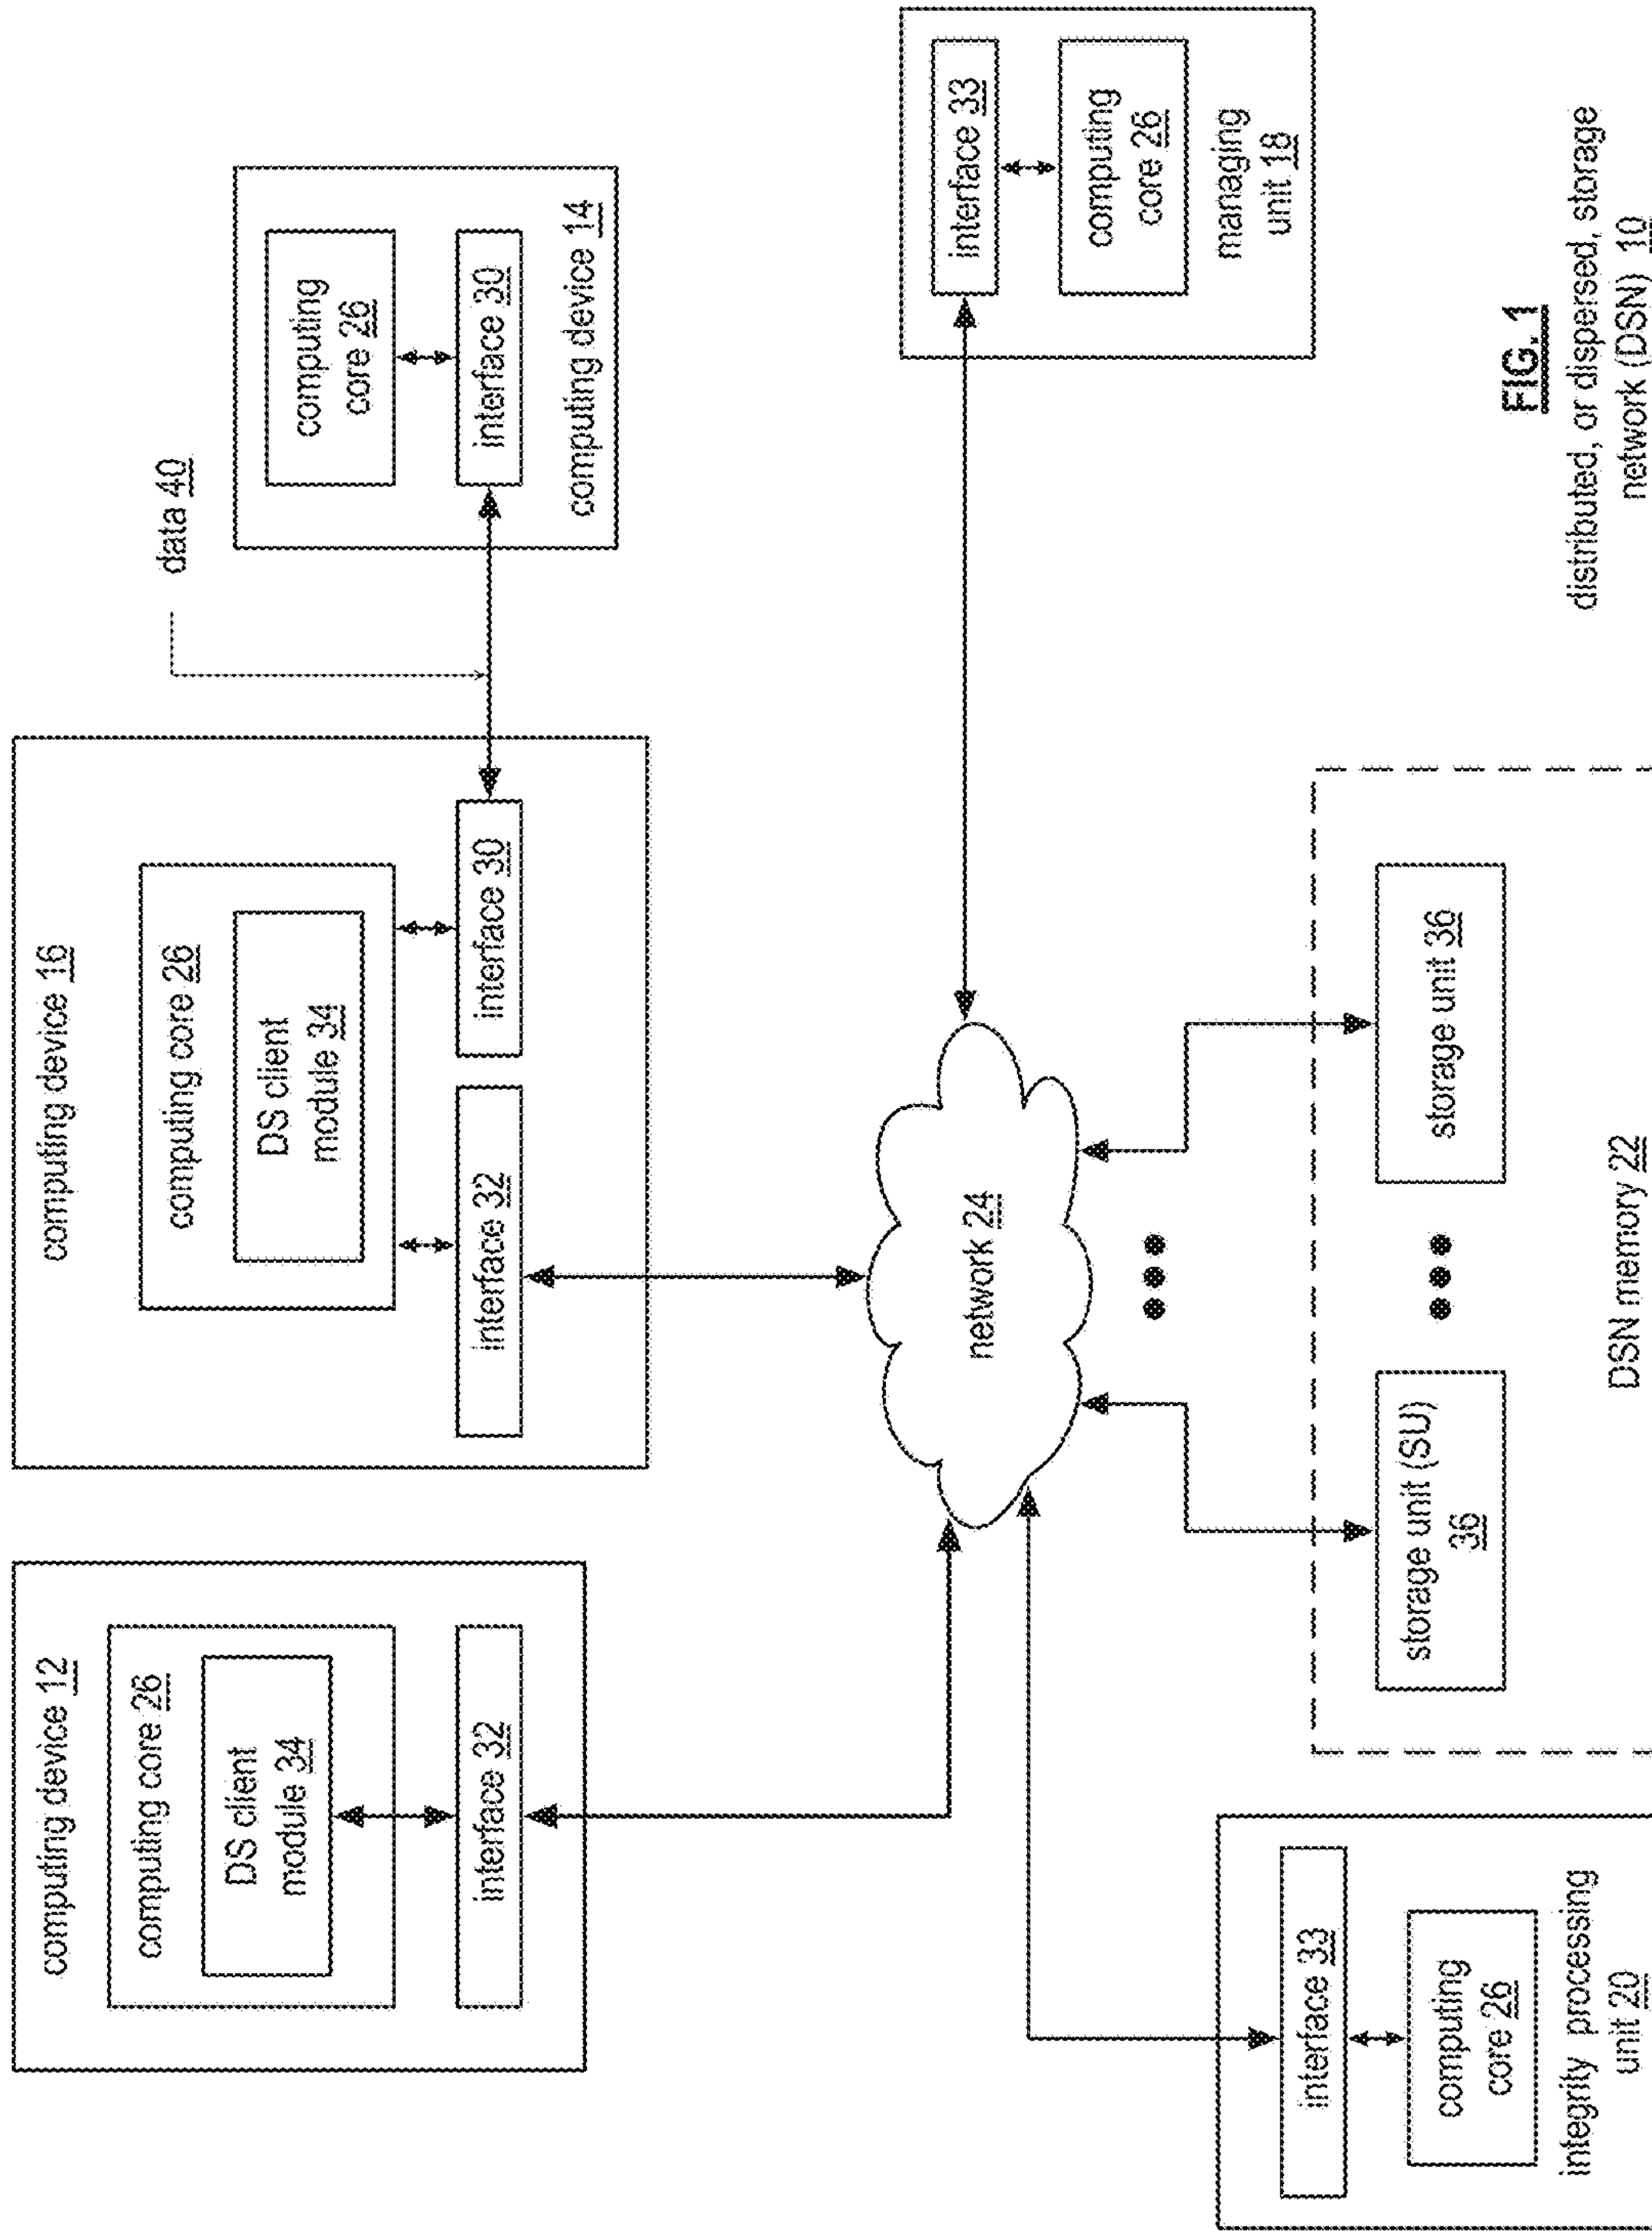 computing device 12
computing core 26
DS client
module 34
interface 32
computing device 16
computing core 26
DS client
module 34
interface 32
interface 30
data 40
computing
core 26
interface 30
computing device 14
network 24
interface 33
computing
core 26
managing
unit 18
interface 33
computing
core 26
integrity processing
unit 20
storage unit (SU)
36
storage unit 36
DSN memory 22
FIG. 1
distributed, or dispersed, storage
network (DSN) 10